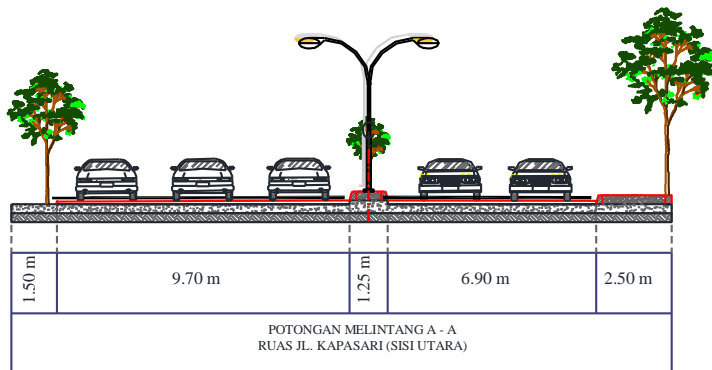 1.50 m
9.70 m
1.25 m
6.90 m
2.50 m
POTONGAN MELINTANG A - A
RUAS JL. KAPASARI (SISI UTARA)